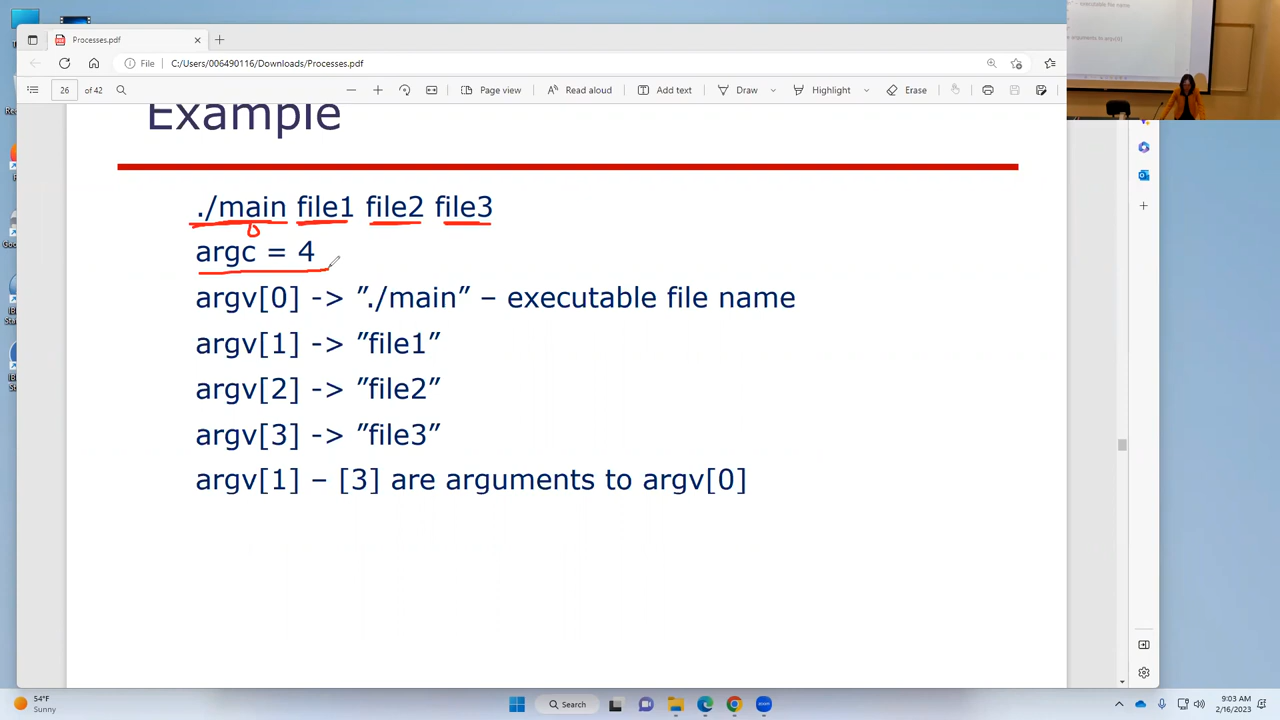 Processes.pdf
File
C:/Users/006490116/Downloads/Processes.pdf
26 of 42
Page view
Read aloud
Add text
Draw
Highlight
Erase
Example
./main file1 file2 file3
0
argc = 4
argv[0] -> ”./main” – executable file name
argv[1] -> ”file1”
argv[2] -> ”file2”
argv[3] -> ”file3”
argv[1] – [3] are arguments to argv[0]
54°F
Sunny
Search
zoom
9:03 AM
2/16/2023